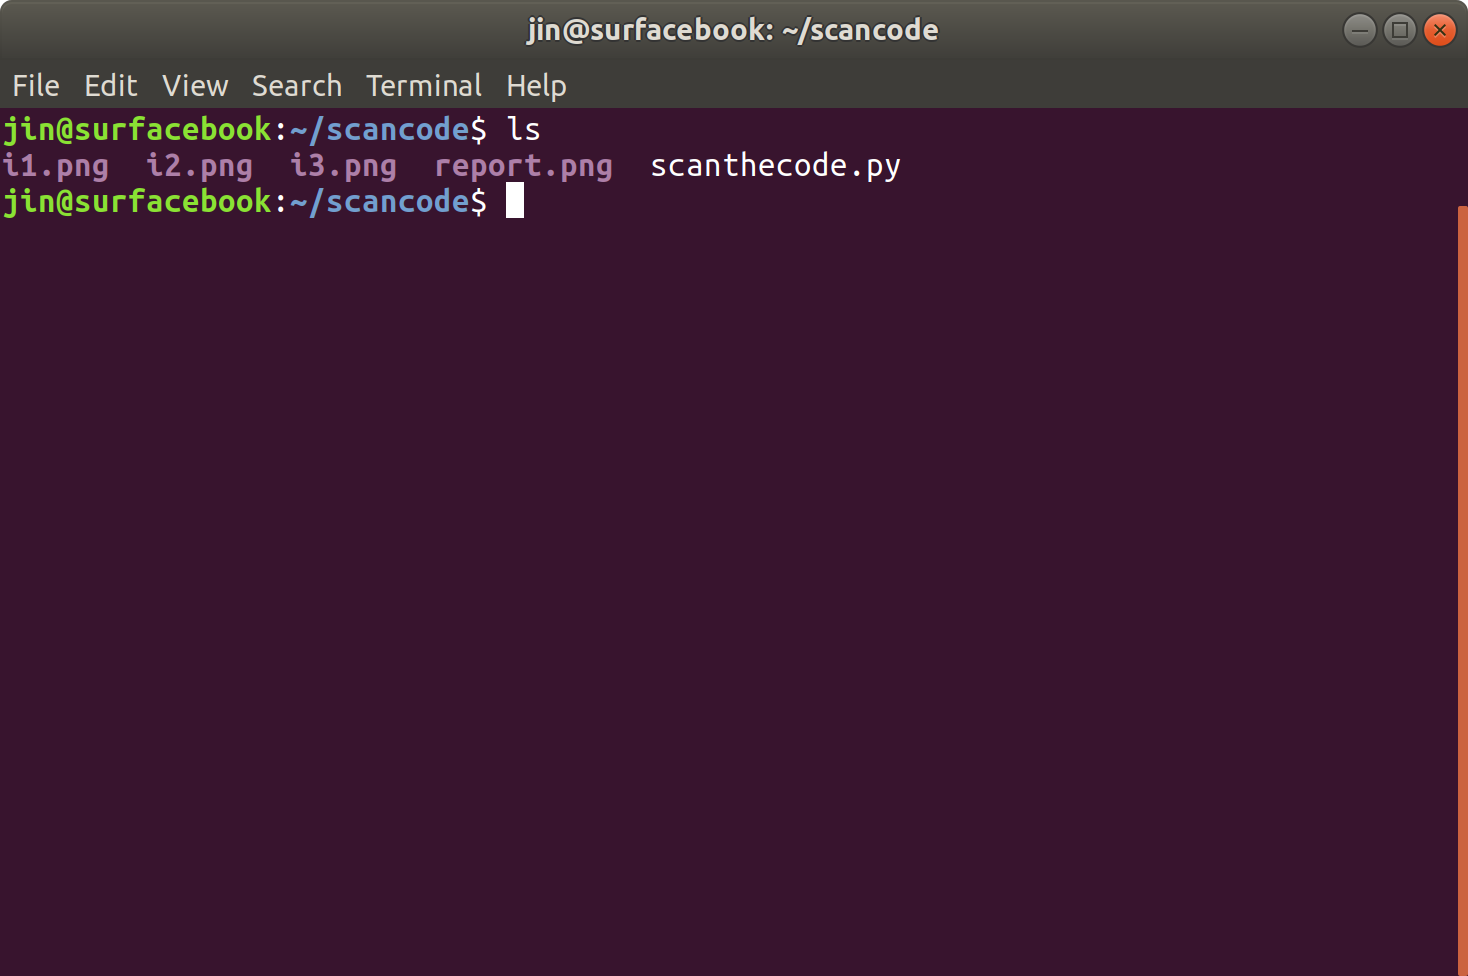 jin@surfacebook: ~/scancode
File Edit View Search Terminal Help
jin@surfacebook:~/scancode$ ls
i1.png  i2.png  i3.png  report.png  scanthecode.py
jin@surfacebook:~/scancode$